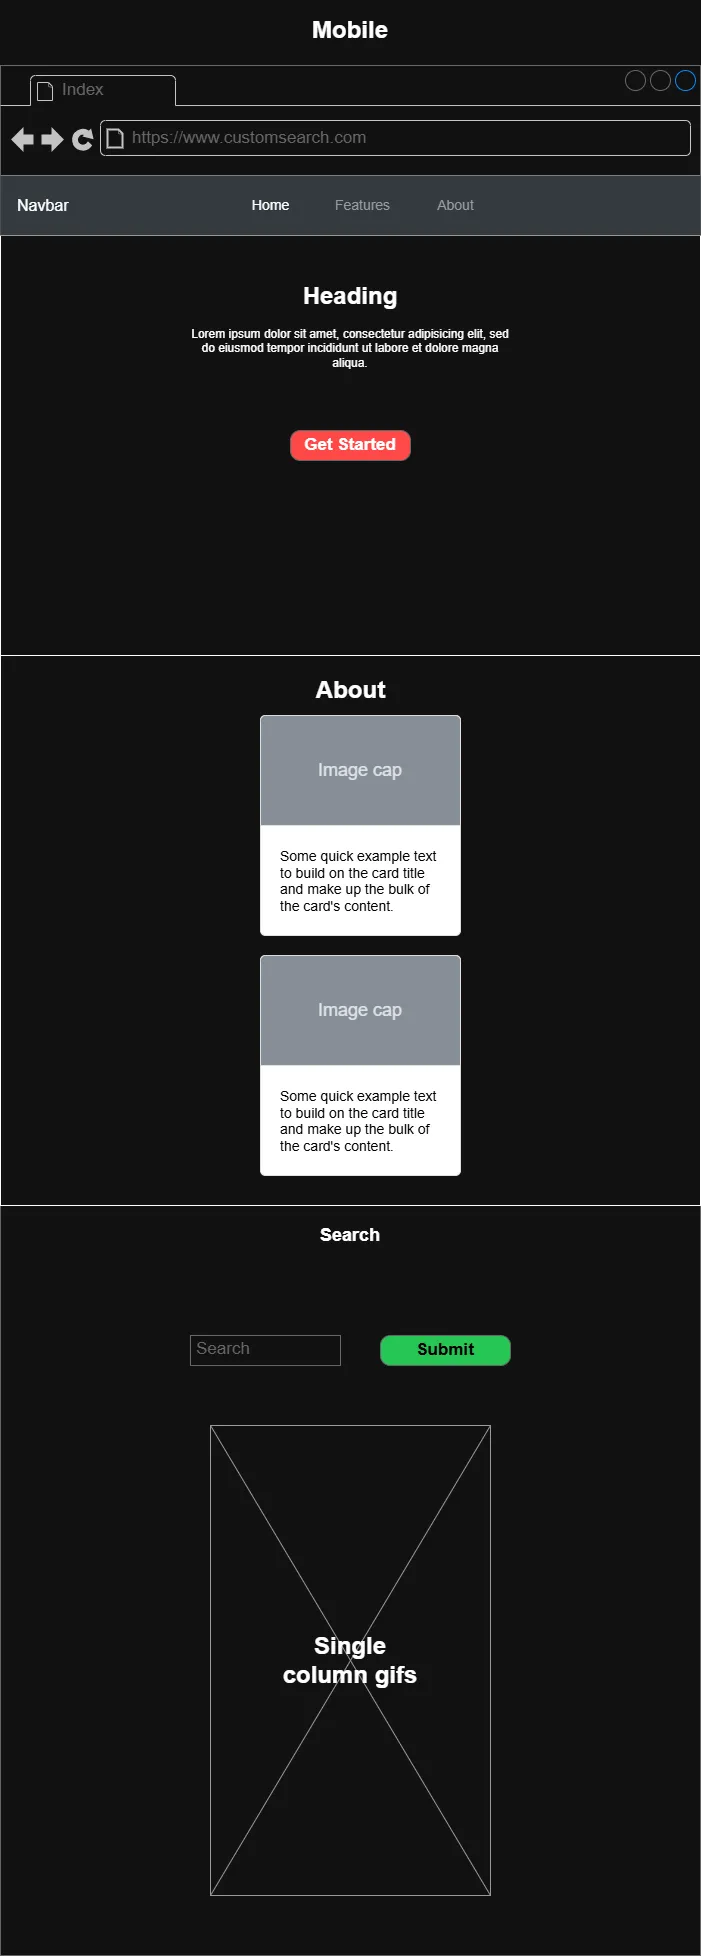 Mobile
Index
https://www.customsearch.com
Navbar Home Features About
Heading
Lorem ipsum dolor sit amet, consectetur adipisicing elit, sed
do eiusmod tempor incididunt ut labore et dolore magna
aliqua.
Get Started
About
Image cap
Some quick example text
to build on the card title
and make up the bulk of
the card's content.
Image cap
Some quick example text
to build on the card title
and make up the bulk of
the card's content.
Search
Search Submit
Single
column gifs